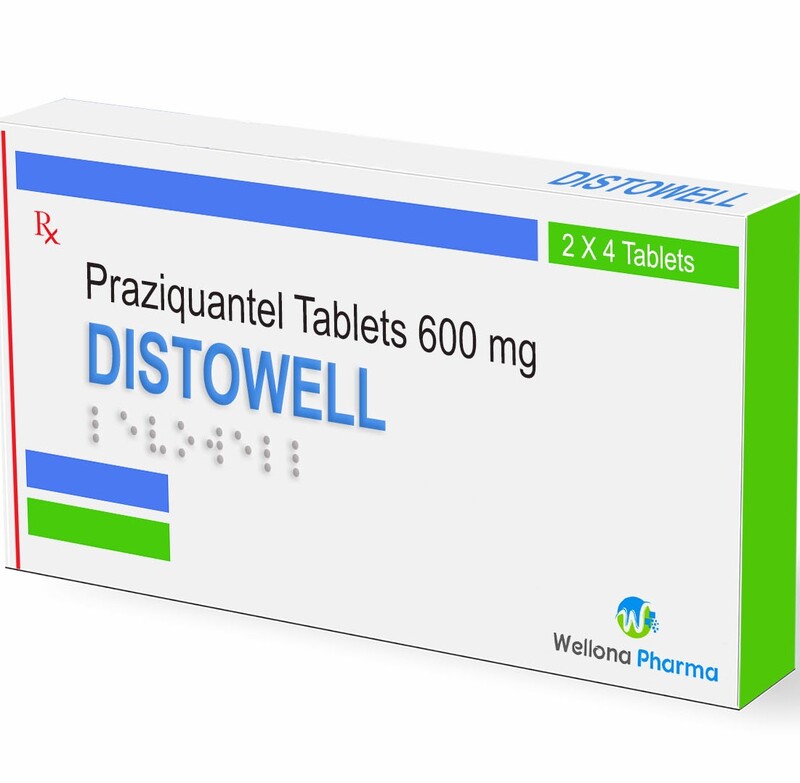 DISTOWELL
Rx
2 X 4 Tablets
Praziquantel Tablets 600 mg
DISTOWELL
Wellona Pharma